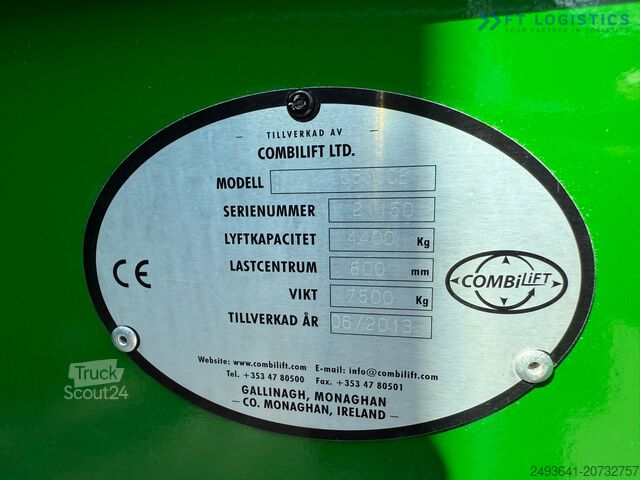 FT LOGISTICS
YOUR PARTNER IN LOGISTICS
– TILLVERKAD AV –
COMBILIFT LTD.
MODELL
SERIENUMMER
LYFTKAPACITET 4400 Kg
LASTCENTRUM 600 mm
VIKT 7500 Kg
TILLVERKAD ÅR 06/2013
CE
COMBiLiFT
Website: www.combilift.com E-mail: info@combilift.com
Tel. +353 47 80500 Fax. +353 47 80501
GALLINAGH, MONAGHAN
– CO. MONAGHAN, IRELAND –
Truck
Scout24
2493641-20732757